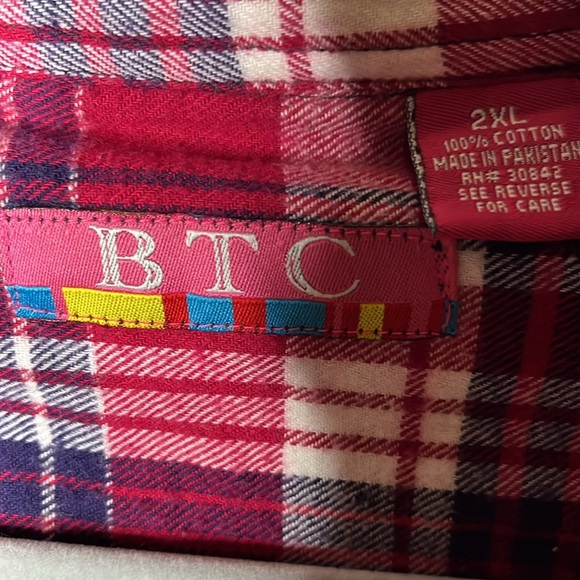 BTC
2XL
100% COTTON
MADE IN PAKISTAN
RN# 30842
SEE REVERSE
FOR CARE